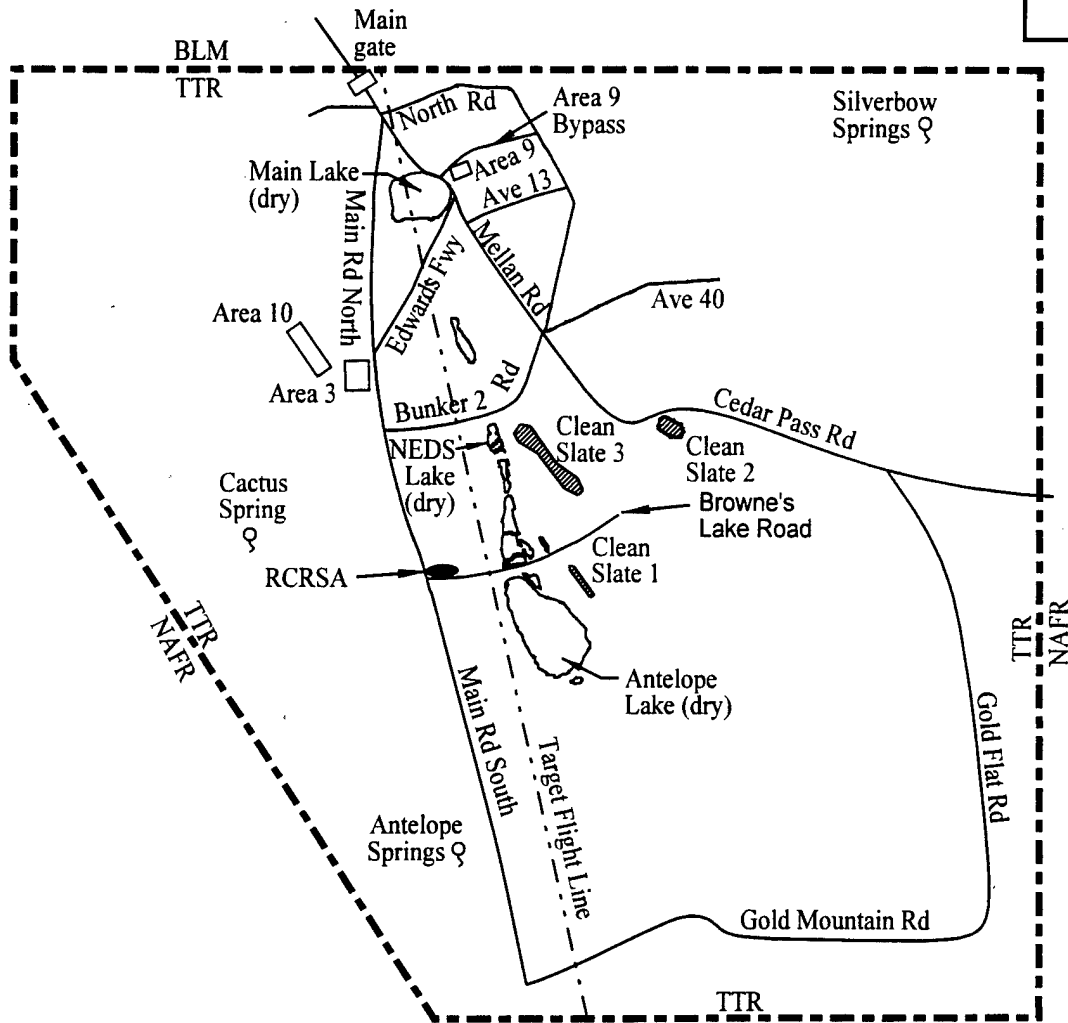 Main
gate
BLM
TTR
North Rd
Area 9
Bypass
Silverbow
Springs
Area 9
Main Lake
(dry)
Ave 13
Main Rd North
Mellan Rd
Edwards Fwy
Ave 40
Area 10
Area 3
Bunker 2
Rd
Cedar Pass Rd
Clean
Slate 3
Clean
Slate 2
NEDS
Lake
(dry)
Cactus
Spring
Browne's
Lake Road
Clean
Slate 1
RCRSA
TTR
NAFR
TTR
NAFR
Main Rd South
Antelope
Lake (dry)
Gold Flat Rd
Target Flight Line
Antelope
Springs
Gold Mountain Rd
TTR